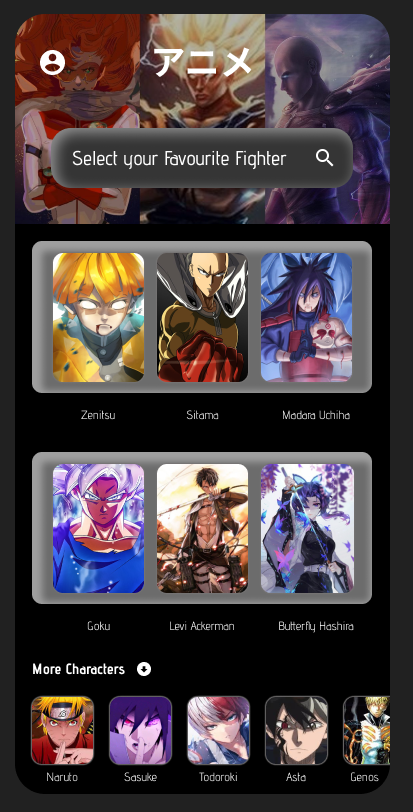 アニメ
Select your Favourite Fighter
Zenitsu Sitama Madara Uchiha
Goku Levi Ackerman Butterfly Hashira
More Characters
Naruto Sasuke Todoroki Asta Genos